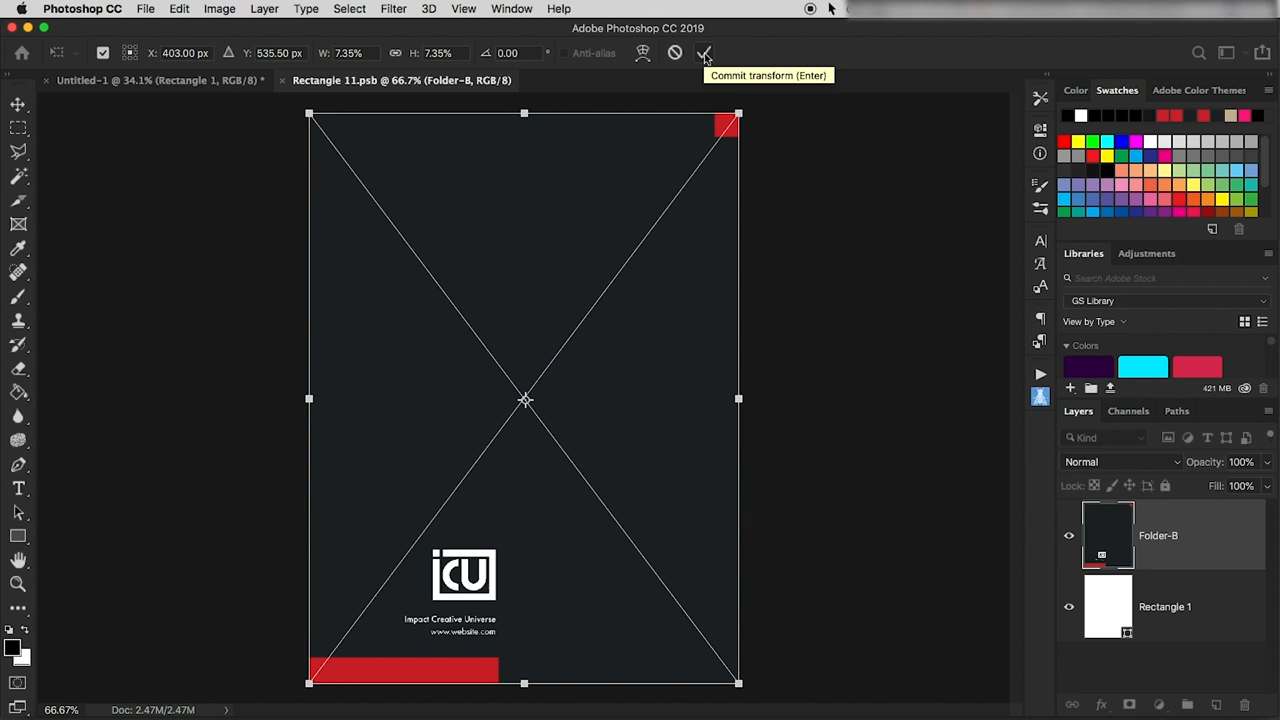 Photoshop CC File Edit Image Layer Type Select Filter 3D View Window Help
Adobe Photoshop CC 2019
X: 403.00 px Y: 535.50 px W: 7.35% H: 7.35% 0.00 ° Anti-alias
Commit transform (Enter)
Untitled-1 @ 34.1% (Rectangle 1, RGB/8) * Rectangle 11.psb @ 66.7% (Folder-B, RGB/8)
Color Swatches Adobe Color Themes
Libraries Adjustments
Search Adobe Stock
GS Library
View by Type
Colors
421 MB
Layers Channels Paths
Kind
Normal Opacity: 100%
Lock: Fill: 100%
Folder-B
Rectangle 1
iCU
Impact Creative Universe
www.website.com
66.67% Doc: 2.47M/2.47M